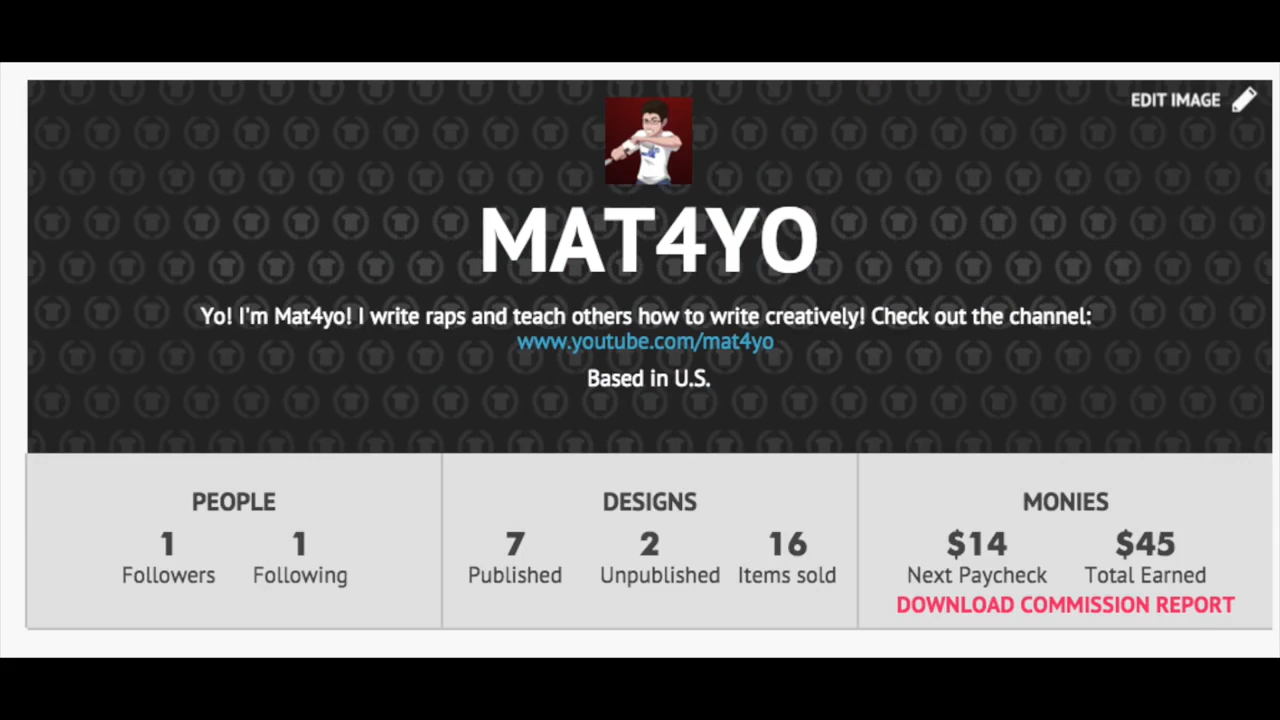 EDIT IMAGE
MAT4YO
Yo! I'm Mat4yo! I write raps and teach others how to write creatively! Check out the channel:
www.youtube.com/mat4yo
Based in U.S.
PEOPLE
1 1
Followers Following
DESIGNS
7 2 16
Published Unpublished Items sold
MONIES
$14 $45
Next Paycheck Total Earned
DOWNLOAD COMMISSION REPORT